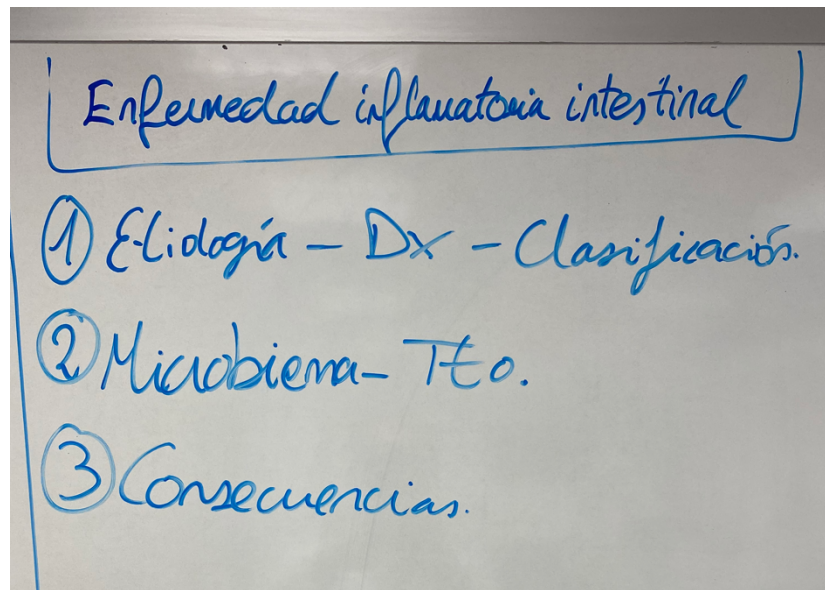 Enfermedad inflamatoria intestinal
① Etiología - Dx - Clasificación.
② Microbioma - Tto.
③ Consecuencias.